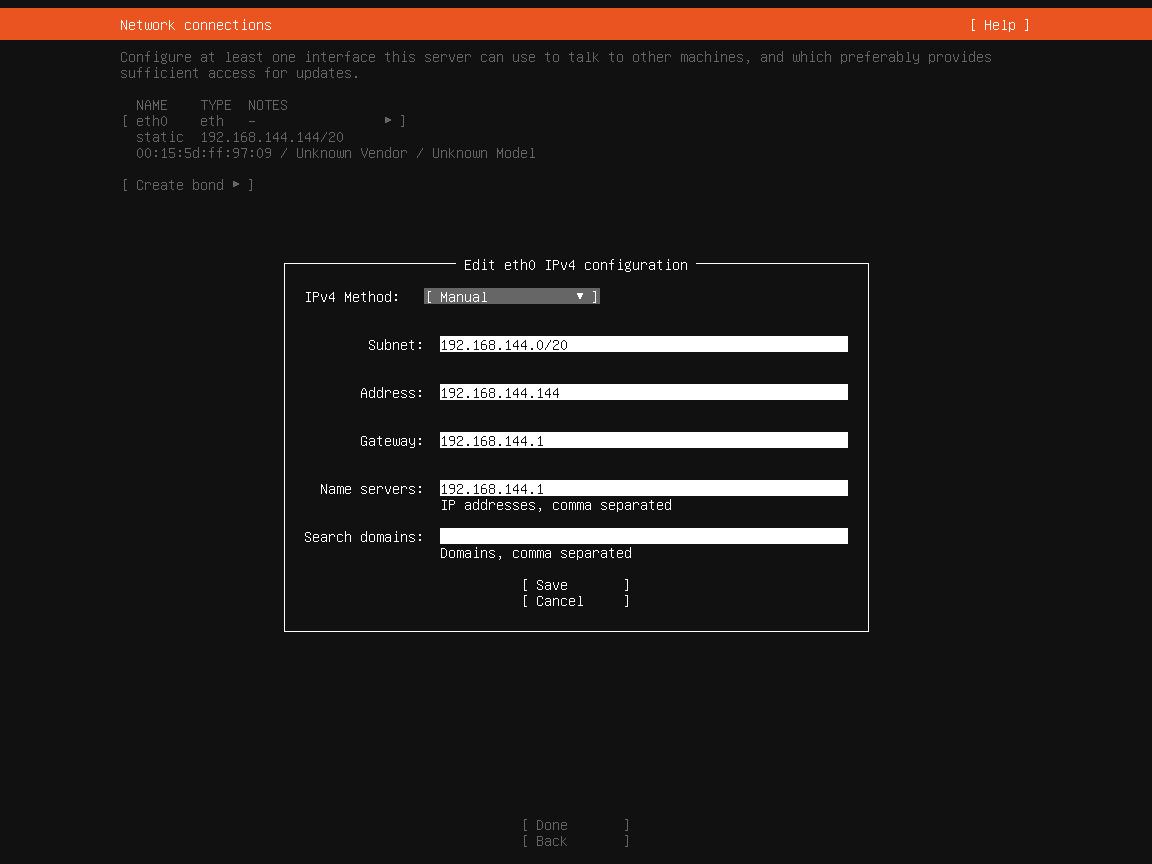 Network connections [ Help ]
Configure at least one interface this server can use to talk to other machines, and which preferably provides
sufficient access for updates.
NAME TYPE NOTES
[ eth0 eth - ▸ ]
static 192.168.144.144/20
00:15:5d:ff:97:09 / Unknown Vendor / Unknown Model
[ Create bond ▸ ]
Edit eth0 IPv4 configuration
IPv4 Method: [ Manual ▾ ]
Subnet: 192.168.144.0/20
Address: 192.168.144.144
Gateway: 192.168.144.1
Name servers: 192.168.144.1
IP addresses, comma separated
Search domains:
Domains, comma separated
[ Save ]
[ Cancel ]
[ Done ]
[ Back ]